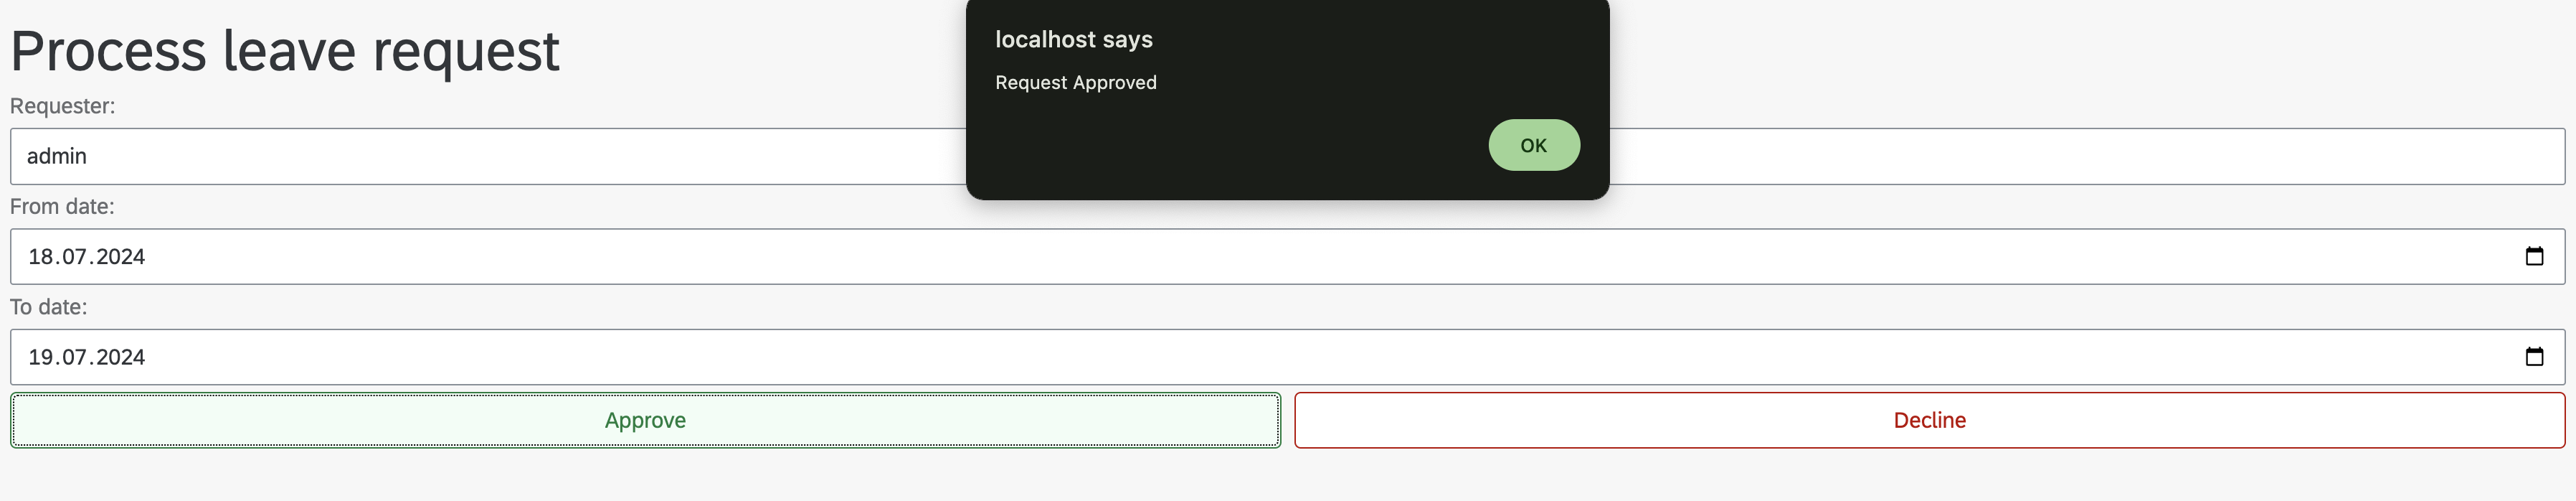 Process leave request
localhost says
Request Approved
OK
Requester:
admin
From date:
18.07.2024
To date:
19.07.2024
Approve
Decline